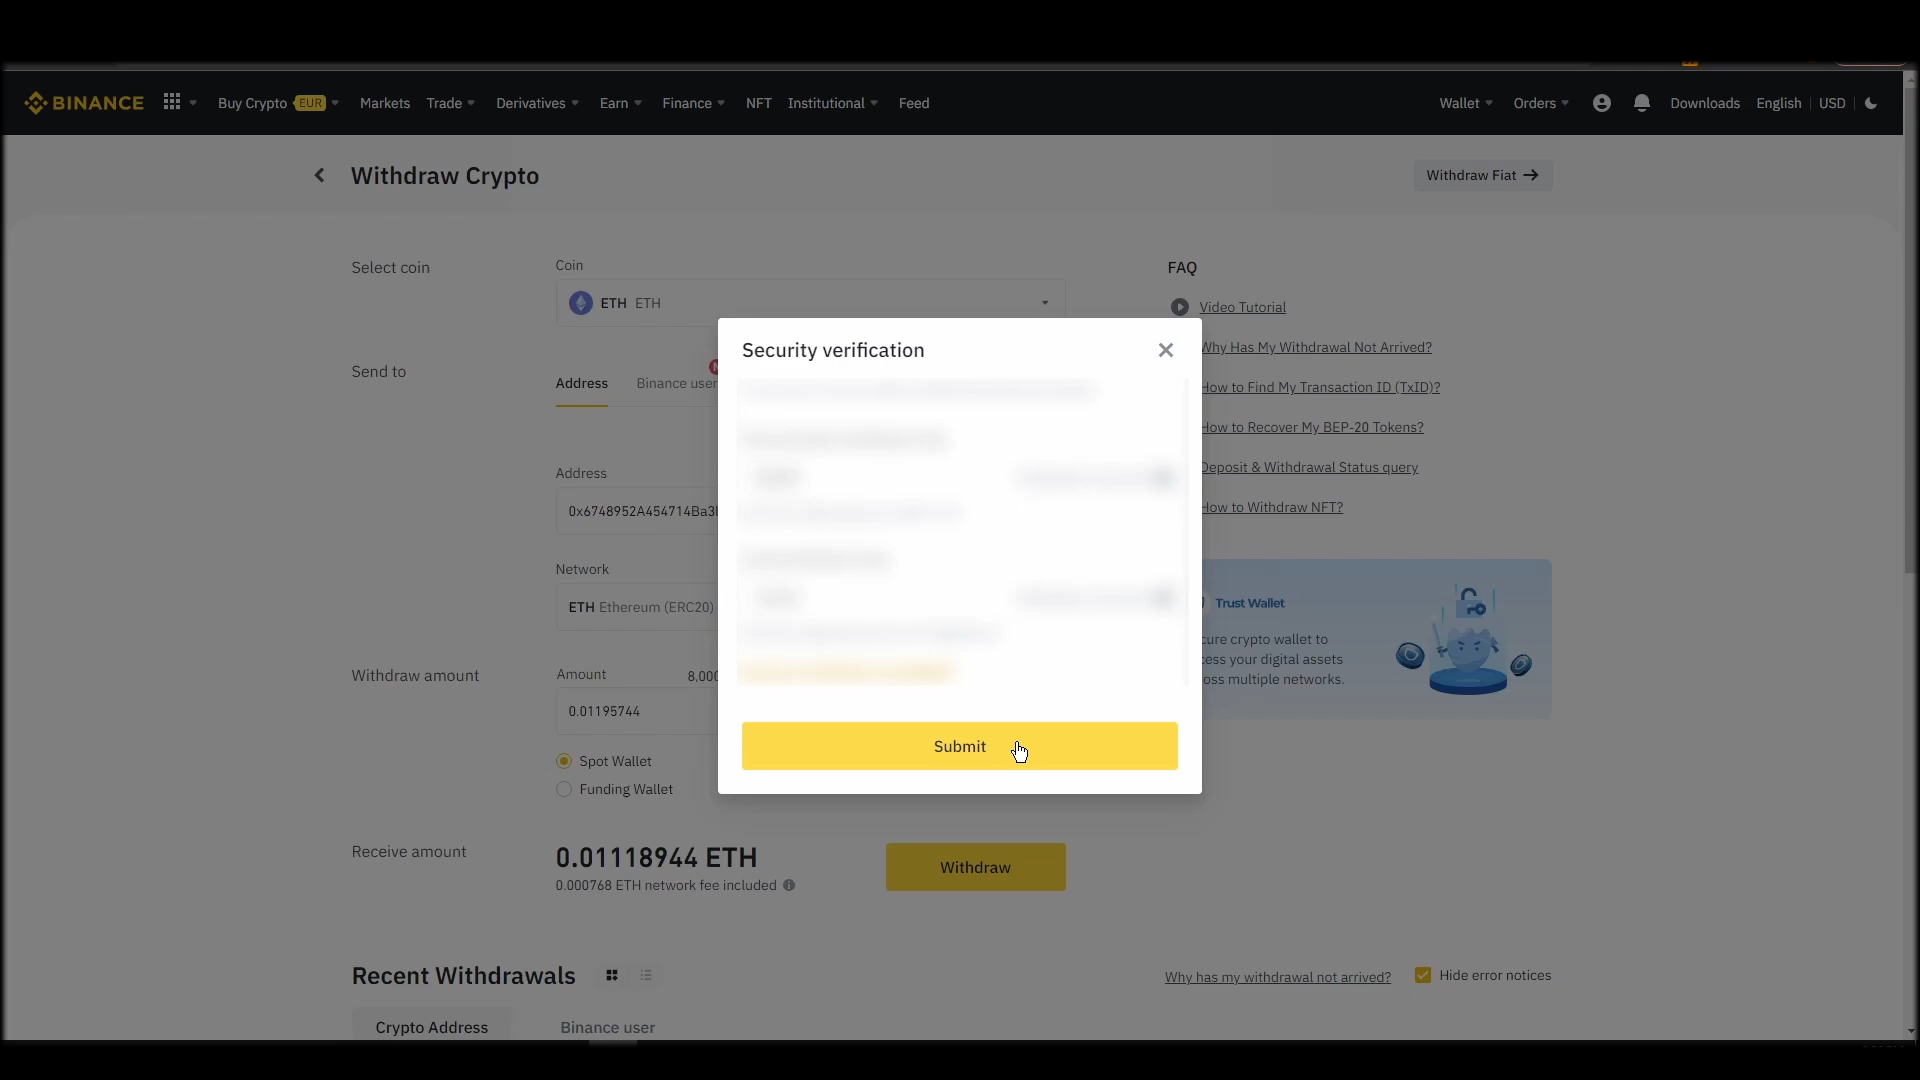 BINANCE Buy Crypto EUR Markets Trade Derivatives Earn Finance NFT Institutional Feed Wallet Orders Downloads English USD
Withdraw Crypto
Withdraw Fiat
Select coin
Coin
ETH ETH
Send to
Address Binance user
Address
0x6748952A454714Ba3
Network
ETH Ethereum (ERC20)
Withdraw amount
Amount 8,000
0.01195744
Spot Wallet
Funding Wallet
Receive amount
0.01118944 ETH
0.000768 ETH network fee included
Withdraw
Security verification
Submit
FAQ
Video Tutorial
Why Has My Withdrawal Not Arrived?
How to Find My Transaction ID (TxID)?
How to Recover My BEP-20 Tokens?
Deposit & Withdrawal Status query
How to Withdraw NFT?
Trust Wallet
cure crypto wallet to
cess your digital assets
oss multiple networks.
Recent Withdrawals
Why has my withdrawal not arrived? Hide error notices
Crypto Address Binance user